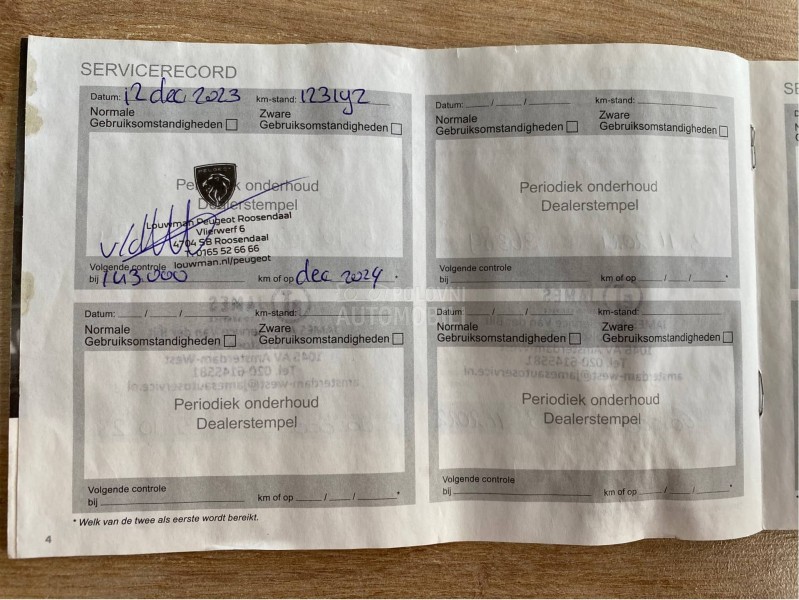 SERVICERECORD
Datum: 12 dec 2023 km-stand: 123192
Normale Gebruiksomstandigheden
Zware Gebruiksomstandigheden
PEUGEOT
Periodiek onderhoud
Dealerstempel
Louwman Peugeot Roosendaal
Vlierwerf 6
4704 SB Roosendaal
0165 52 66 66
louwman.nl/peugeot
Volgende controle
bij 143.000 km of op dec 2024 *
Datum: / / km-stand:
Normale Gebruiksomstandigheden
Zware Gebruiksomstandigheden
Periodiek onderhoud
Dealerstempel
Volgende controle
bij km of op / / *
Datum: / / km-stand:
Normale Gebruiksomstandigheden
Zware Gebruiksomstandigheden
Periodiek onderhoud
Dealerstempel
Volgende controle
bij km of op / / *
Datum: / / km-stand:
Normale Gebruiksomstandigheden
Zware Gebruiksomstandigheden
Periodiek onderhoud
Dealerstempel
Volgende controle
bij km of op / / *
* Welk van de twee als eerste wordt bereikt.
4
POLOVNI
AUTOMOBILI